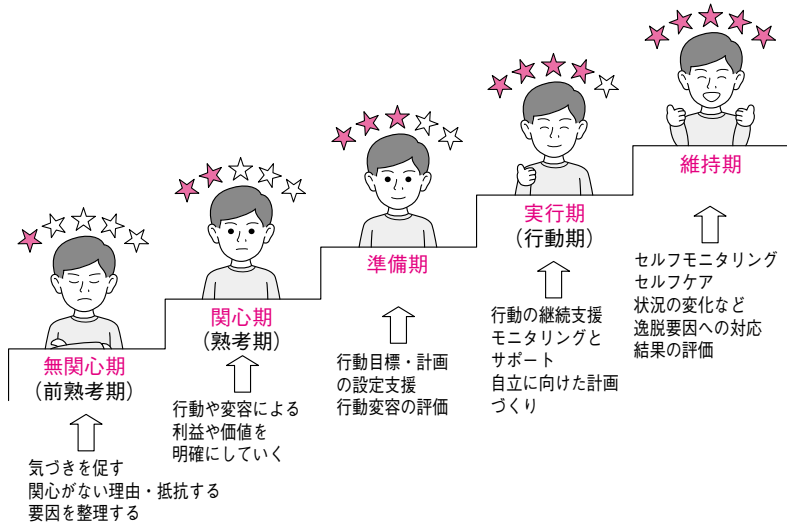 無関心期
（前熟考期）
気づきを促す
関心がない理由・抵抗する
要因を整理する
関心期
（熟考期）
行動や変容による
利益や価値を
明確にしていく
準備期
行動目標・計画
の設定支援
行動変容の評価
実行期
（行動期）
行動の継続支援
モニタリングと
サポート
自立に向けた計画
づくり
維持期
セルフモニタリング
セルフケア
状況の変化など
逸脱要因への対応
結果の評価